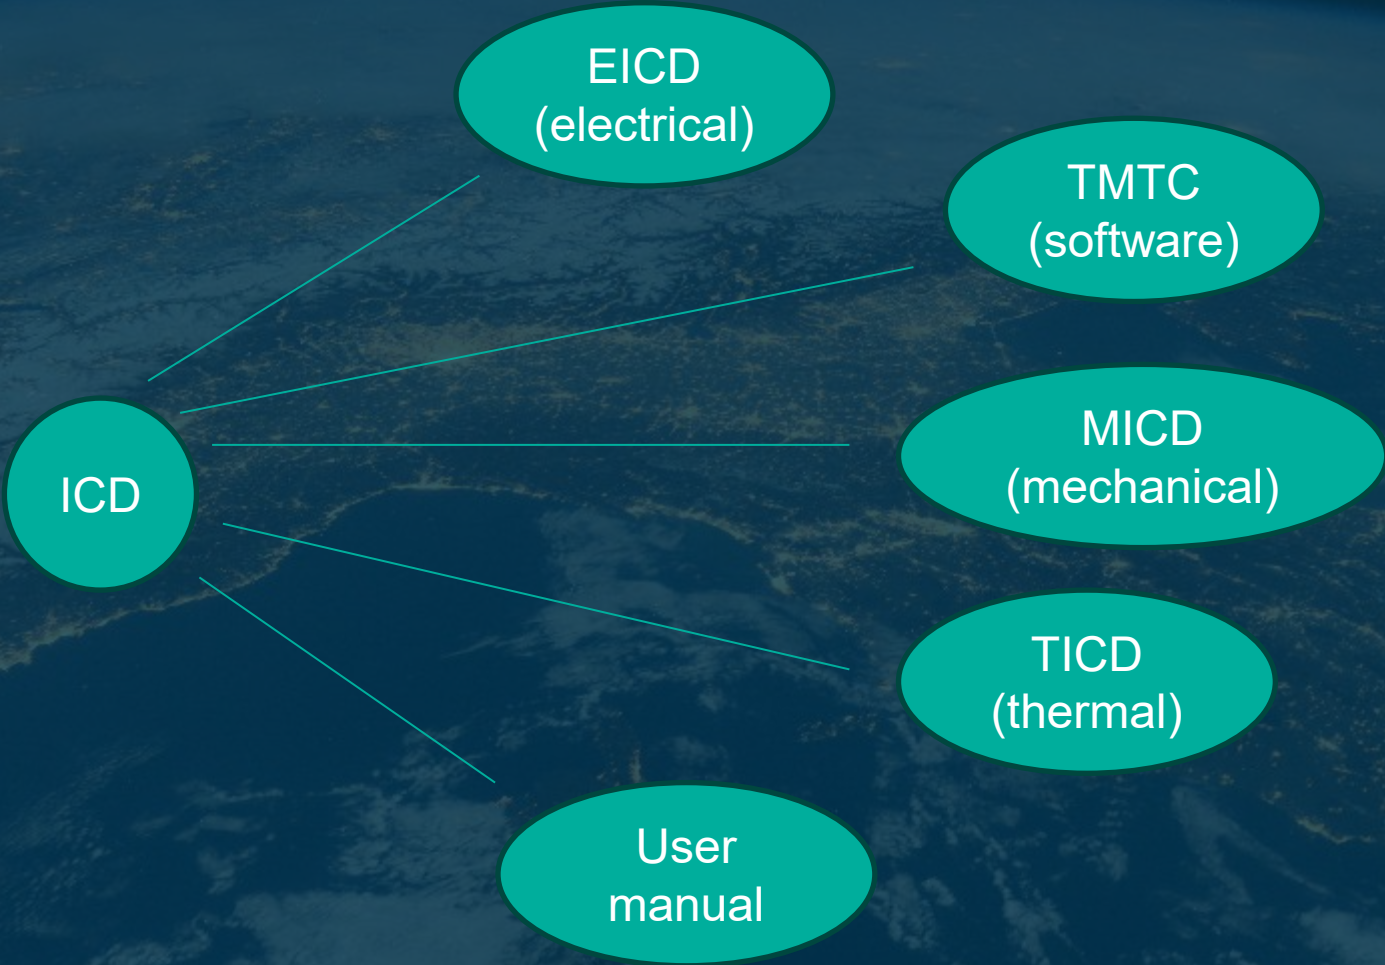 EICD
(electrical)
TMTC
(software)
MICD
(mechanical)
ICD
TICD
(thermal)
User
manual